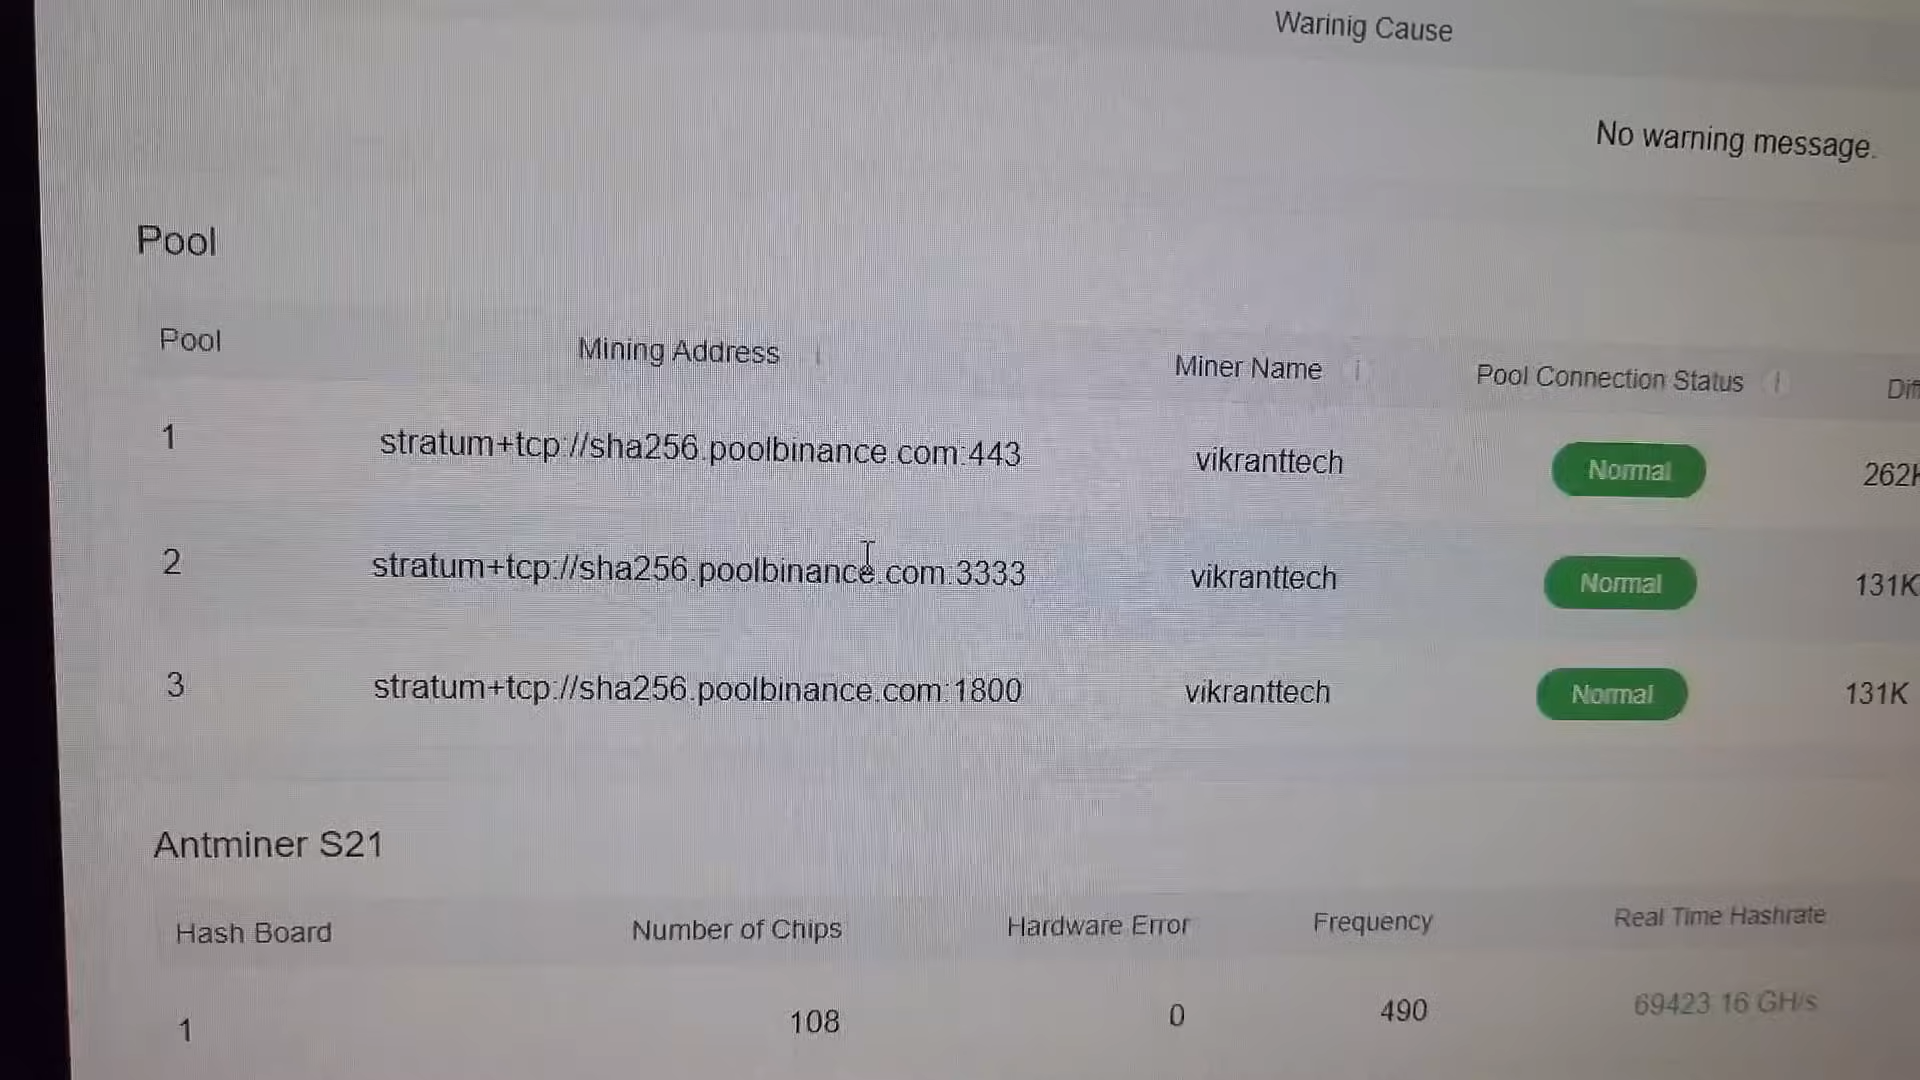 Warinig Cause
No warning message.
Pool
Pool Mining Address Miner Name Pool Connection Status
1 stratum+tcp://sha256.poolbinance.com:443 vikranttech Normal
2 stratum+tcp://sha256.poolbinance.com:3333 vikranttech Normal 131K
3 stratum+tcp://sha256.poolbinance.com:1800 vikranttech Normal 131K
Antminer S21
Hash Board Number of Chips Hardware Error Frequency Real Time Hashrate
1 108 0 490 69423.16 GH/s